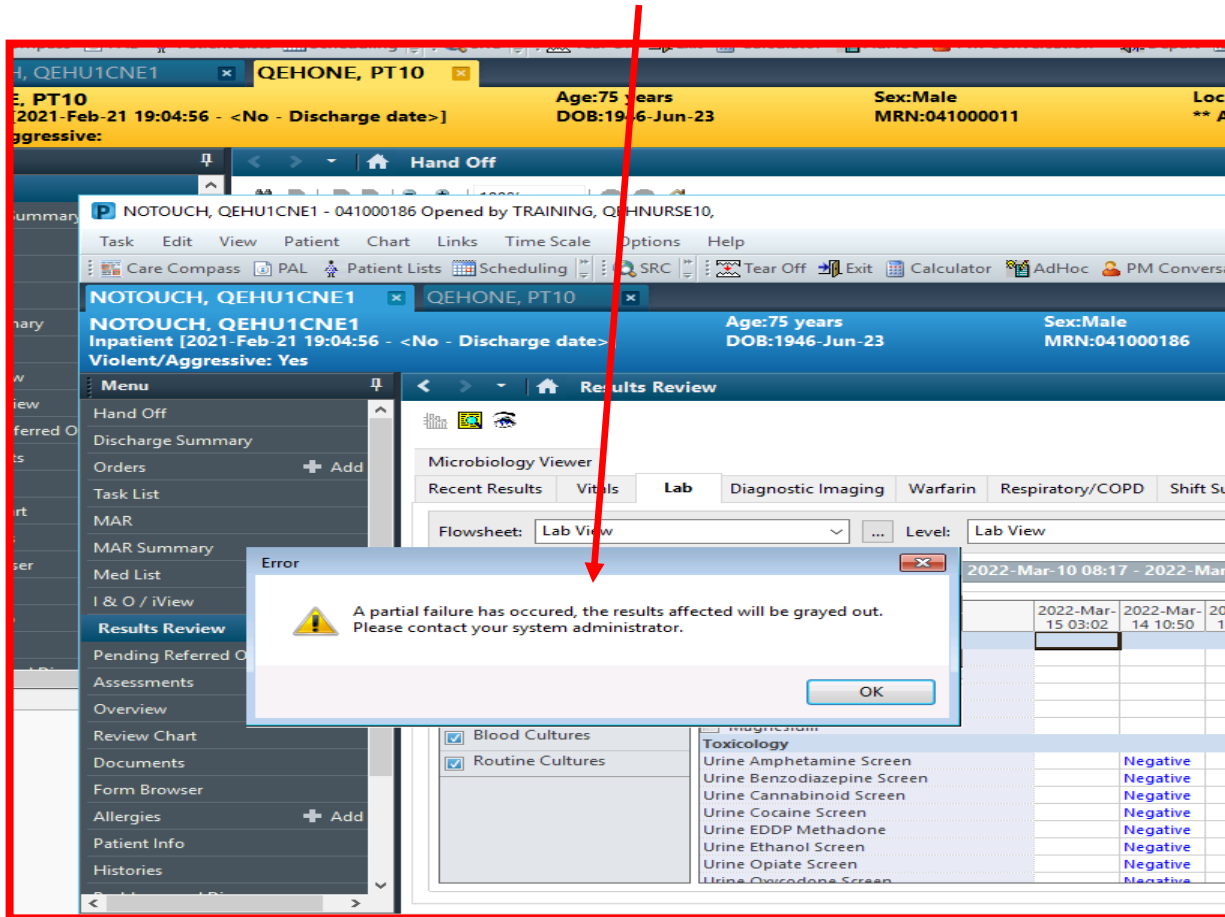 H, QEHU1CNE1 QEHONE, PT10
E, PT10 Age:75 years Sex:Male Loc
[2021-Feb-21 19:04:56 - <No - Discharge date>] DOB:1946-Jun-23 MRN:041000011 ** A
ggressive:
Hand Off
Summary
NOTOUCH, QEHU1CNE1 - 041000186 Opened by TRAINING, QEHNURSE10,
Task Edit View Patient Chart Links Time Scale Options Help
Care Compass PAL Patient Lists Scheduling SRC Tear Off Exit Calculator AdHoc PM Conversa
NOTOUCH, QEHU1CNE1 QEHONE, PT10
NOTOUCH, QEHU1CNE1 Age:75 years Sex:Male
Inpatient [2021-Feb-21 19:04:56 - <No - Discharge date> DOB:1946-Jun-23 MRN:041000186
Violent/Aggressive: Yes
Menu Results Review
Hand Off
Discharge Summary
Orders Add
Task List
MAR
MAR Summary
Med List
I & O / iView
Results Review
Pending Referred O
Assessments
Overview
Review Chart
Documents
Form Browser
Allergies Add
Patient Info
Histories
Microbiology Viewer
Recent Results Vitals Lab Diagnostic Imaging Warfarin Respiratory/COPD Shift Su
Flowsheet: Lab View ... Level: Lab View
2022-Mar-10 08:17 - 2022-Mar
2022-Mar- 2022-Mar- 20
15 03:02 14 10:50 1
Error
A partial failure has occured, the results affected will be grayed out.
Please contact your system administrator.
OK
Blood Cultures
Routine Cultures
Magnesium
Toxicology
Urine Amphetamine Screen Negative
Urine Benzodiazepine Screen Negative
Urine Cannabinoid Screen Negative
Urine Cocaine Screen Negative
Urine EDDP Methadone Negative
Urine Ethanol Screen Negative
Urine Opiate Screen Negative
Urine Oxycodone Screen Negative